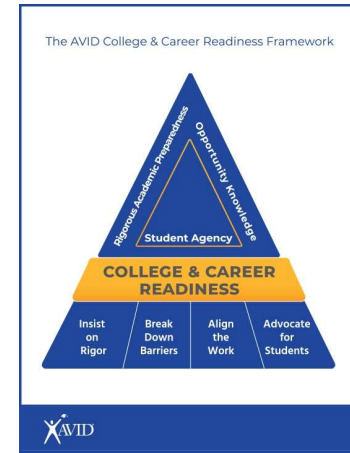 The AVID College & Career Readiness Framework
Rigorous Academic Preparedness
Opportunity Knowledge
Student Agency
COLLEGE & CAREER
READINESS
Insist
on
Rigor
Break
Down
Barriers
Align
the
Work
Advocate
for
Students
AVID